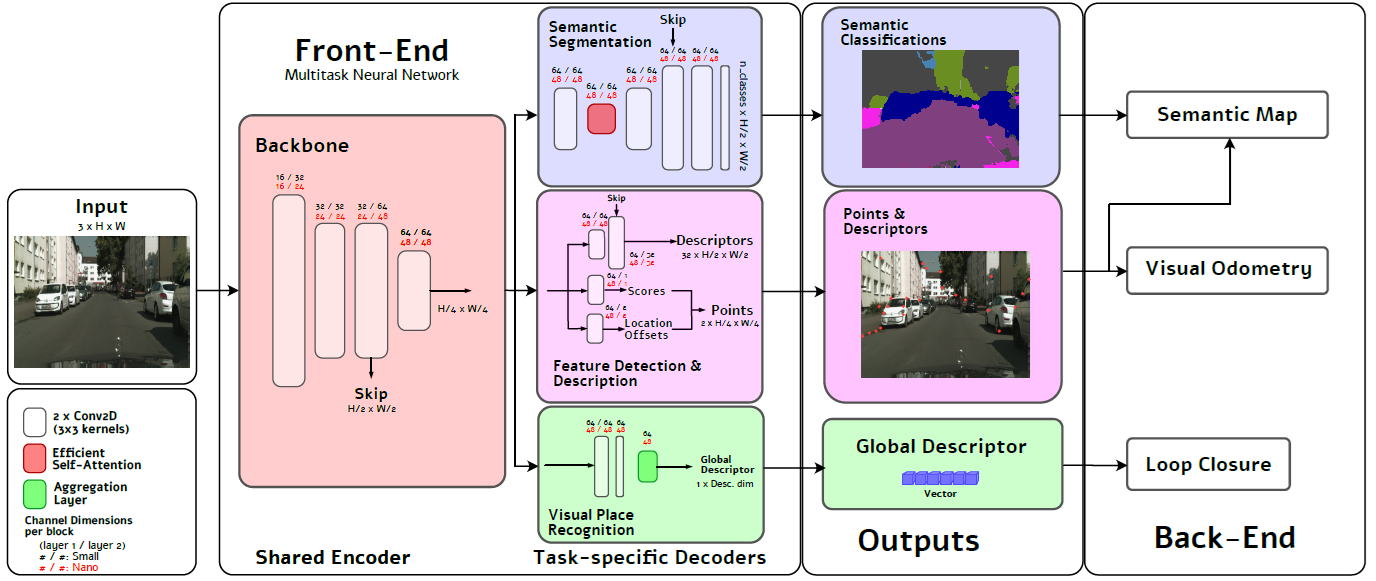 Front-End
Multitask Neural Network
Input
3 x H x W
2 x Conv2D
(3x3 kernels)
Efficient
Self-Attention
Aggregation
Layer
Channel Dimensions
per block
(layer 1 / layer 2)
# / #: Small
# / #: Nano
Backbone
16 / 32
16 / 24
32 / 32
24 / 24
32 / 64
24 / 48
64 / 64
48 / 48
H/4 x W/4
Skip
H/2 x W/2
Shared Encoder
Semantic
Segmentation
Skip
64 / 64
48 / 48
64 / 64
48 / 48
64 / 64
48 / 48
64 / 64
48 / 48
64 / 64
48 / 48
n_classes x H/2 x W/2
Skip
64 / 64
48 / 48
64 / 32
48 / 32
Descriptors
32 x H/2 x W/2
64 / 1
48 / 1
Scores
64 / 2
48 / 2
Location
Offsets
Points
2 x H/4 x W/4
Feature Detection &
Description
64 / 64
48 / 48
64
48
64
48
Global
Descriptor
1 x Desc. dim
Visual Place
Recognition
Task-specific Decoders
Semantic
Classifications
Points &
Descriptors
Global Descriptor
Vector
Outputs
Semantic Map
Visual Odometry
Loop Closure
Back-End